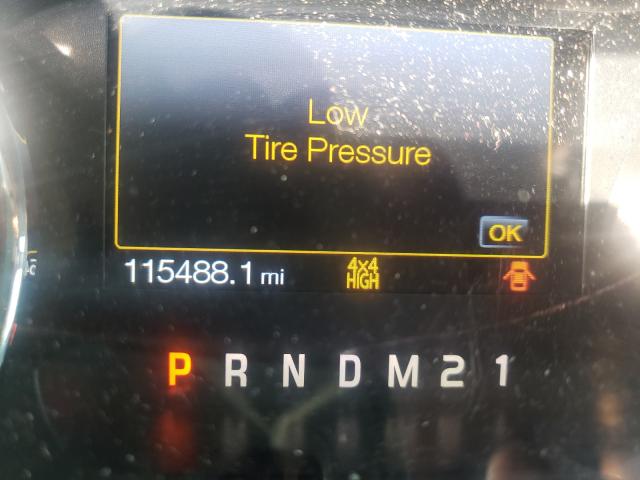 Low
Tire Pressure
OK
115488.1 mi
4x4
HIGH
P R N D M 2 1